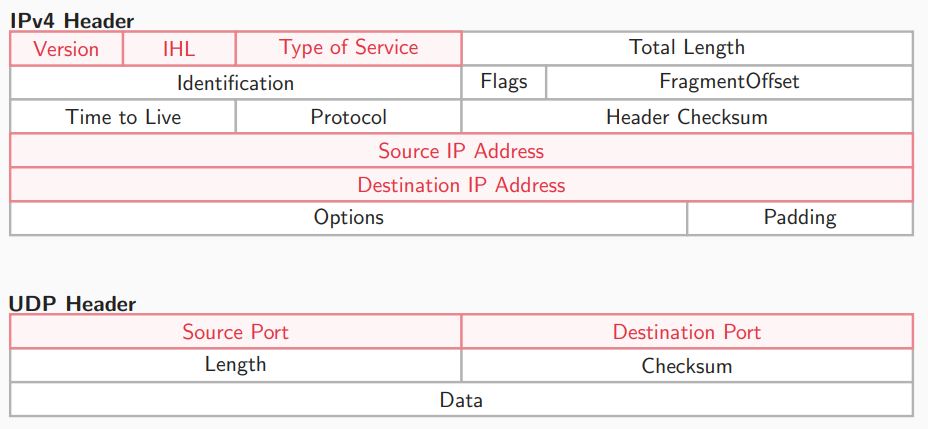 IPv4 Header
Version IHL Type of Service Total Length
Identification Flags FragmentOffset
Time to Live Protocol Header Checksum
Source IP Address
Destination IP Address
Options Padding
UDP Header
Source Port Destination Port
Length Checksum
Data